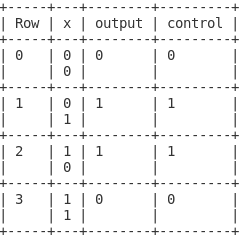 +-----+---+--------+---------+
| Row | x | output | control |
+-----+---+--------+---------+
| 0   | 0 | 0      | 0       |
|     | 0 |        |         |
+-----+---+--------+---------+
| 1   | 0 | 1      | 1       |
|     | 1 |        |         |
+-----+---+--------+---------+
| 2   | 1 | 1      | 1       |
|     | 0 |        |         |
+-----+---+--------+---------+
| 3   | 1 | 0      | 0       |
|     | 1 |        |         |
+-----+---+--------+---------+